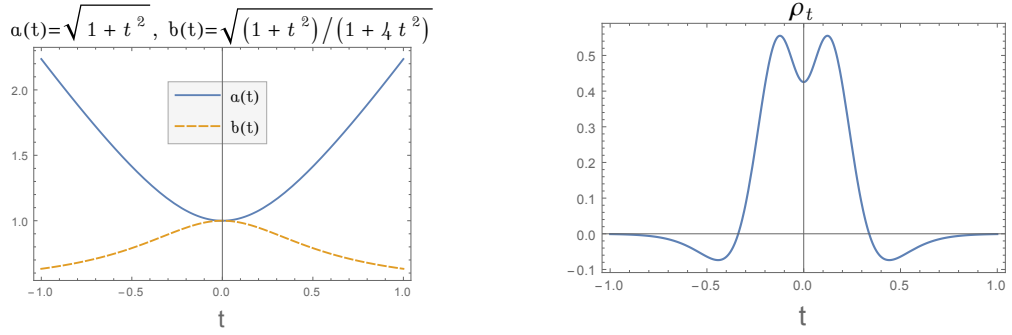 a(t)=√(1 + t²) , b(t)=√((1 + t²)/(1 + 4 t²))
2.0
1.5
1.0
a(t)
b(t)
−1.0 −0.5 0.0 0.5 1.0
t
ρₜ
0.5
0.4
0.3
0.2
0.1
0.0
−0.1
−1.0 −0.5 0.0 0.5 1.0
t